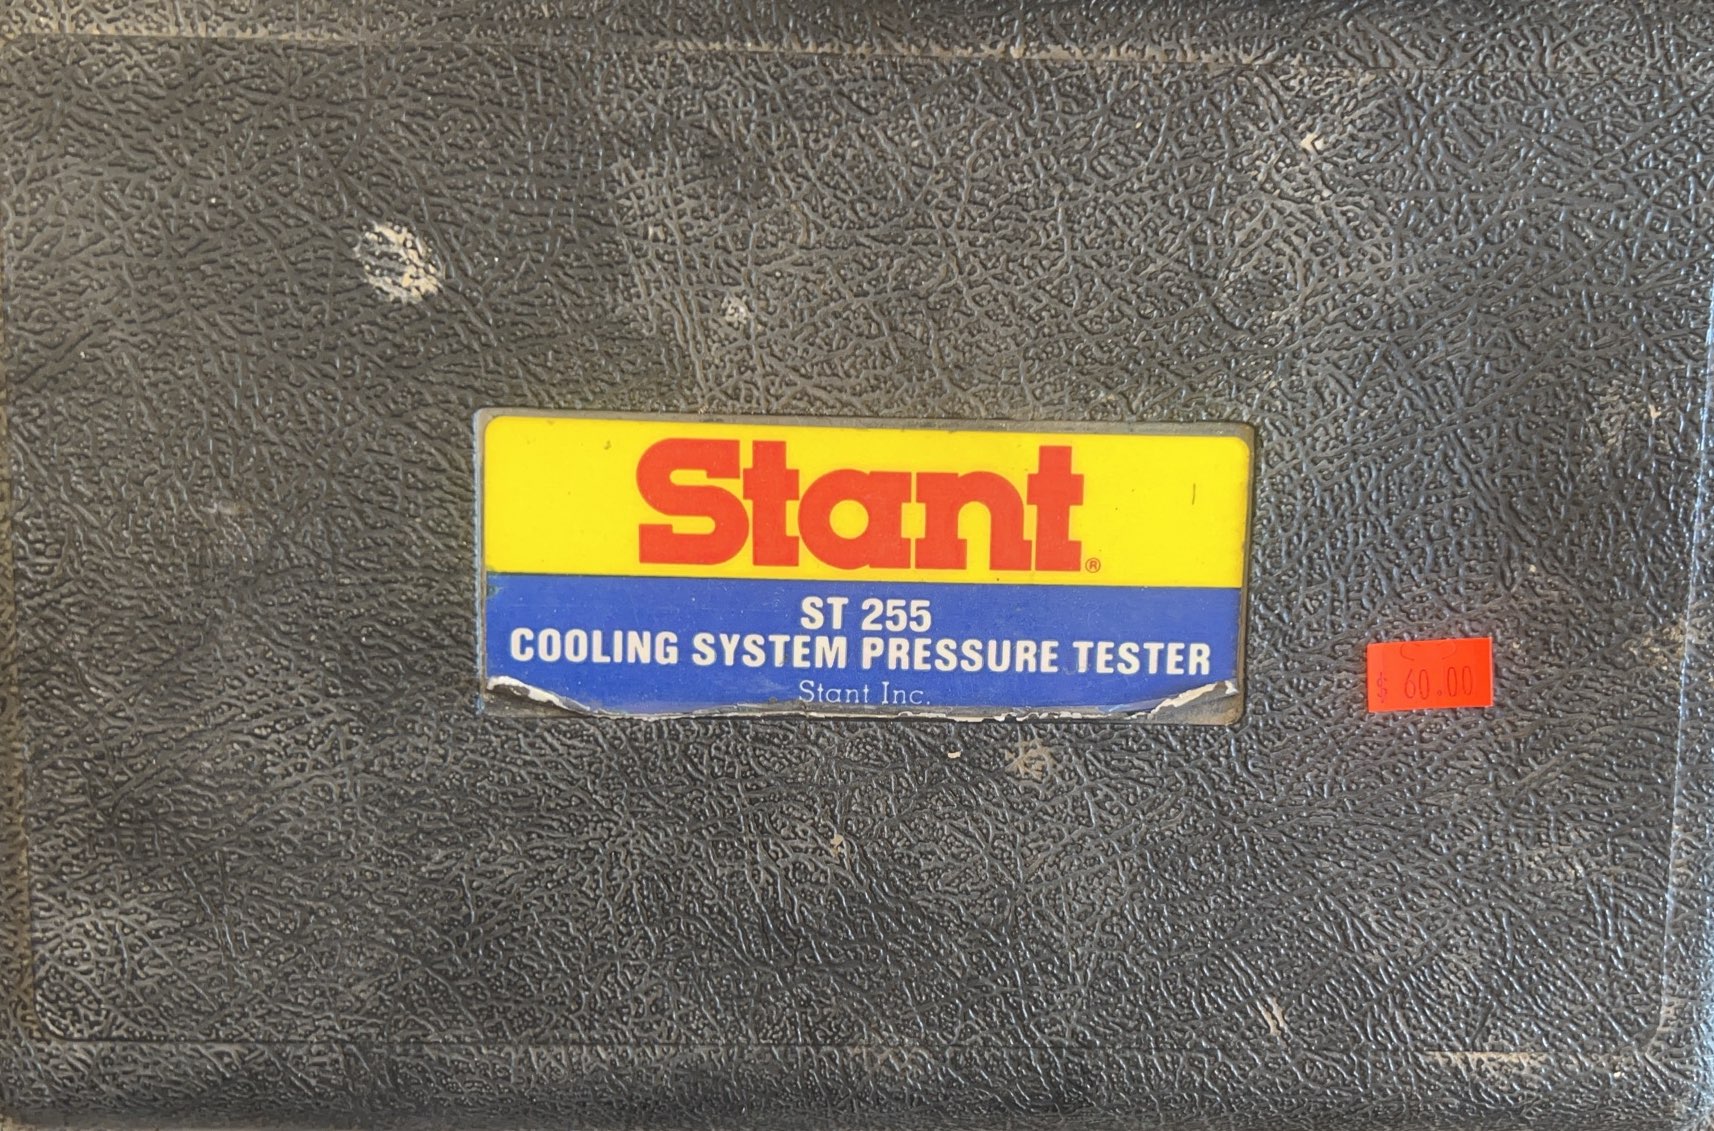 Stant®
ST 255
COOLING SYSTEM PRESSURE TESTER
Stant Inc.
$ 60.00